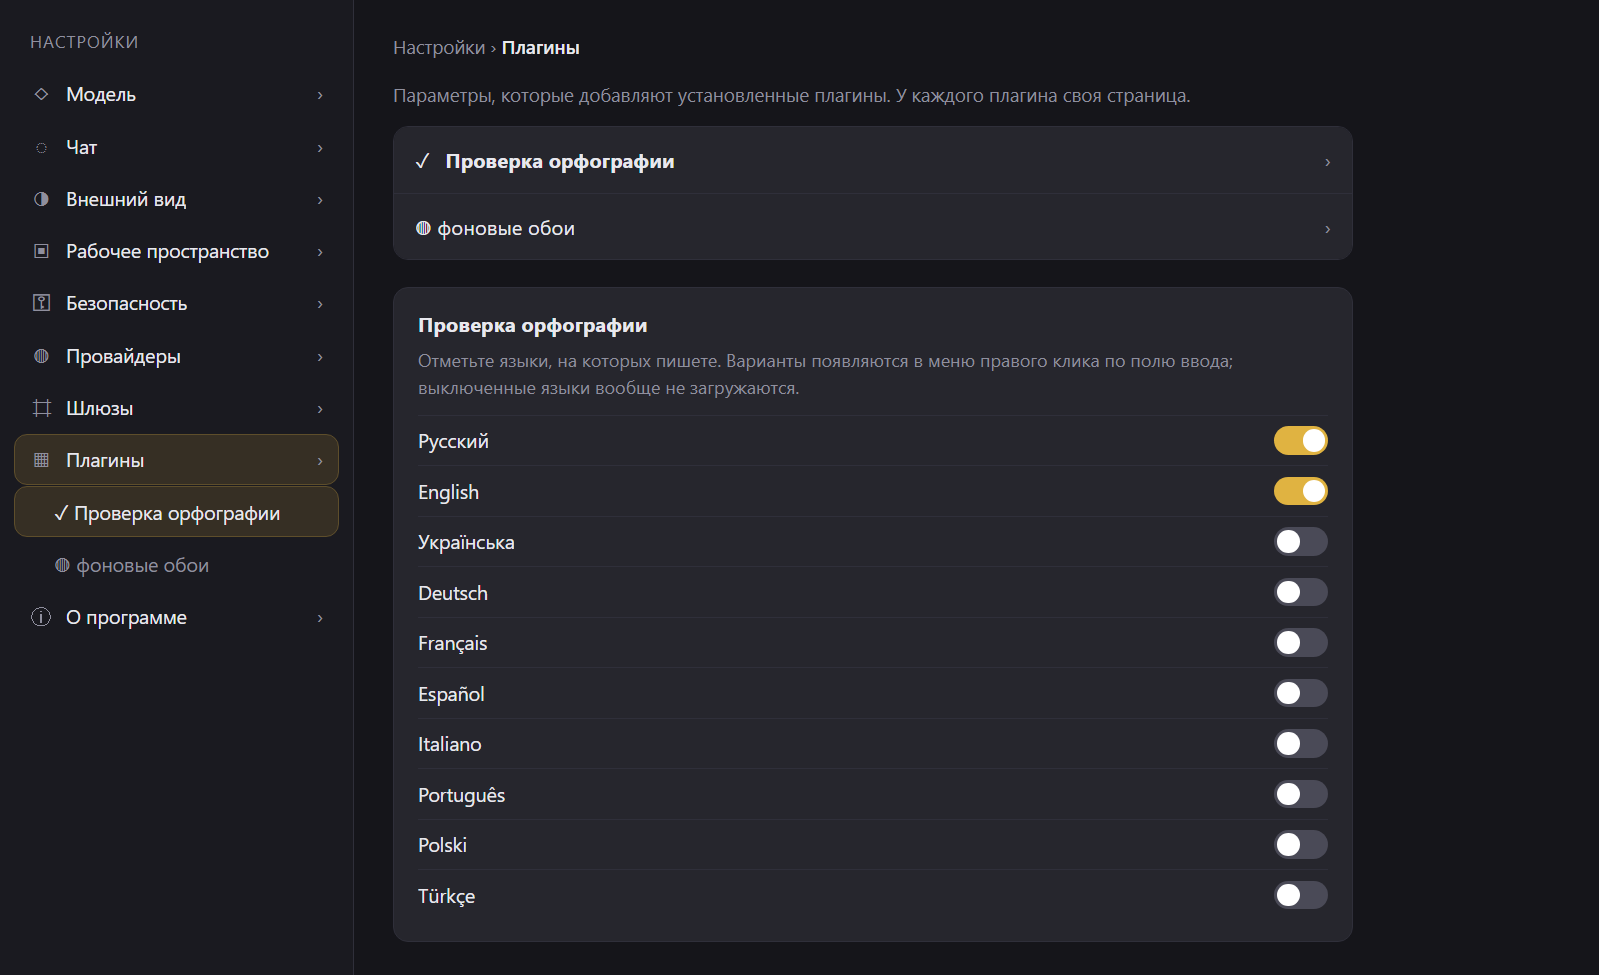 НАСТРОЙКИ
Модель
Чат
Внешний вид
Рабочее пространство
Безопасность
Провайдеры
Шлюзы
Плагины
✓ Проверка орфографии
фоновые обои
О программе
Настройки › Плагины
Параметры, которые добавляют установленные плагины. У каждого плагина своя страница.
✓ Проверка орфографии
фоновые обои
Проверка орфографии
Отметьте языки, на которых пишете. Варианты появляются в меню правого клика по полю ввода;
выключенные языки вообще не загружаются.
Русский
English
Українська
Deutsch
Français
Español
Italiano
Português
Polski
Türkçe